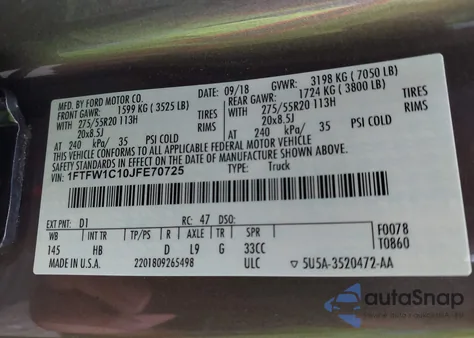 MFD. BY FORD MOTOR CO.
09/18 GVWR: 3198 KG (7050 LB)
FRONT GAWR: 1599 KG (3525 LB) REAR GAWR: 1724 KG (3800 LB)
WITH 275/55R20 113H WITH 275/55R20 113H
20x8.5J 20x8.5J
AT 240 kPa/ 35 PSI COLD AT 240 kPa/ 35 PSI COLD
THIS VEHICLE CONFORMS TO ALL APPLICABLE FEDERAL MOTOR VEHICLE
SAFETY STANDARDS IN EFFECT ON THE DATE OF MANUFACTURE SHOWN ABOVE.
VIN: 1FTFW1C10JFE70725 TYPE: Truck
EXT PNT: D1 RC: 47 DSO: F0078
WB INT TR TP/PS R AXLE TR SPR T0860
145 HB D L9 G 33CC
MADE IN U.S.A. 2201809265498 ULC 5U5A-3520472-AA
autoSnap